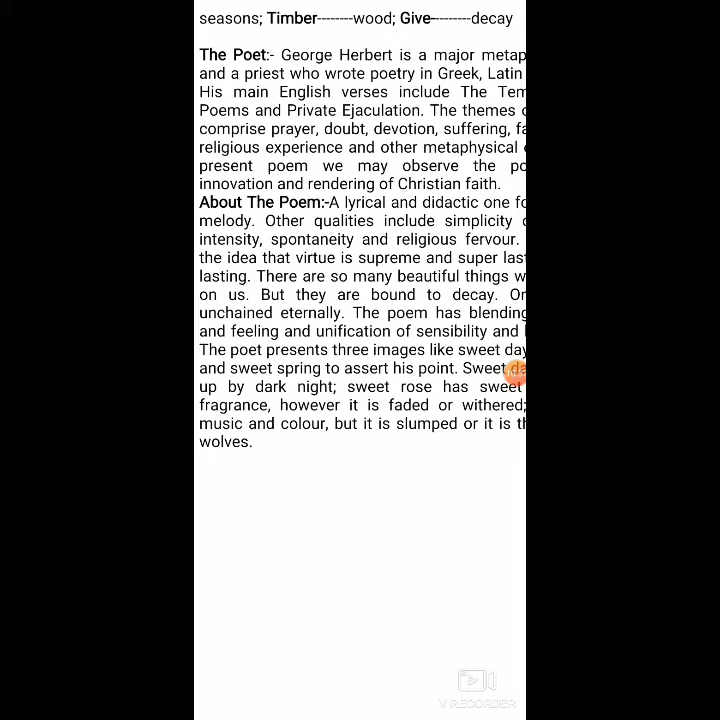 seasons; Timber--------wood; Give---------decay
The Poet:- George Herbert is a major metap
and a priest who wrote poetry in Greek, Latin
His main English verses include The Tem
Poems and Private Ejaculation. The themes
comprise prayer, doubt, devotion, suffering, fa
religious experience and other metaphysical
present poem we may observe the po
innovation and rendering of Christian faith.
About The Poem:-A lyrical and didactic one fo
melody. Other qualities include simplicity
intensity, spontaneity and religious fervour.
the idea that virtue is supreme and super last
lasting. There are so many beautiful things w
on us. But they are bound to decay. On
unchained eternally. The poem has blending
and feeling and unification of sensibility and
The poet presents three images like sweet day
and sweet spring to assert his point. Sweet da
up by dark night; sweet rose has sweet
fragrance, however it is faded or withered;
music and colour, but it is slumped or it is th
wolves.
V RECORDER